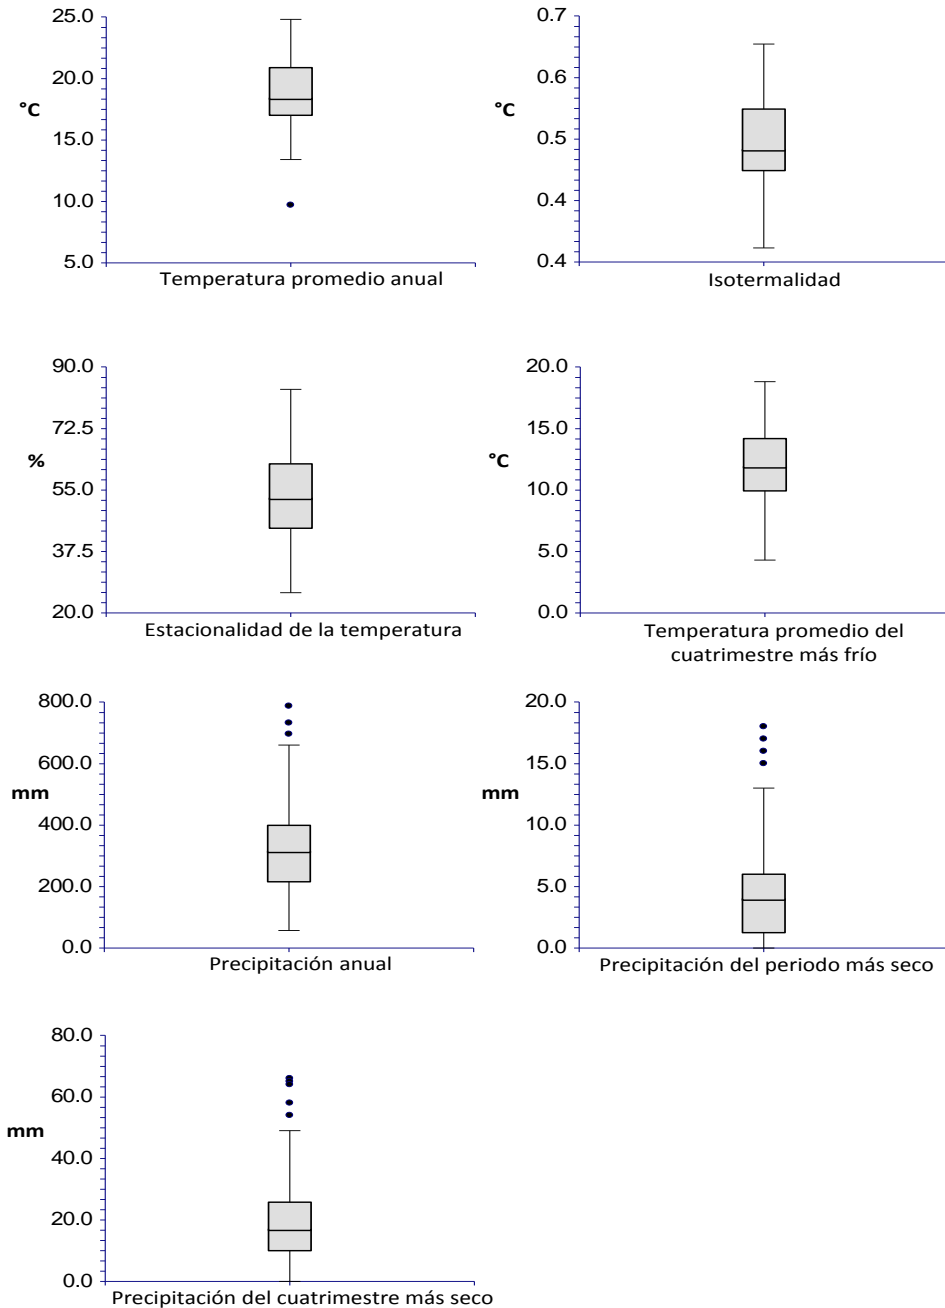 25.0
20.0
°C
15.0
10.0
5.0
Temperatura promedio anual
0.7
0.6
°C
0.5
0.4
0.4
Isotermalidad
90.0
72.5
%
55.0
37.5
20.0
Estacionalidad de la temperatura
20.0
15.0
°C
10.0
5.0
0.0
Temperatura promedio del
cuatrimestre más frío
800.0
600.0
mm
400.0
200.0
0.0
Precipitación anual
20.0
15.0
mm
10.0
5.0
0.0
Precipitación del periodo más seco
80.0
60.0
mm
40.0
20.0
0.0
Precipitación del cuatrimestre más seco